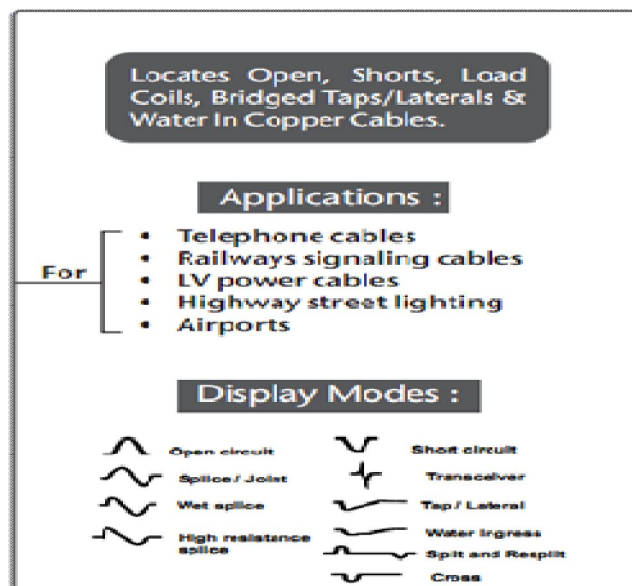 Locates Open, Shorts, Load
Coils, Bridged Taps/Laterals &
Water In Copper Cables.
Applications :
For
• Telephone cables
• Railways signaling cables
• LV power cables
• Highway street lighting
• Airports
Display Modes :
Open circuit
Short circuit
Splice / Joist
Transceiver
Wet splice
Tap / Lateral
High resistance
splice
Water Ingress
Split and Resplit
Cross